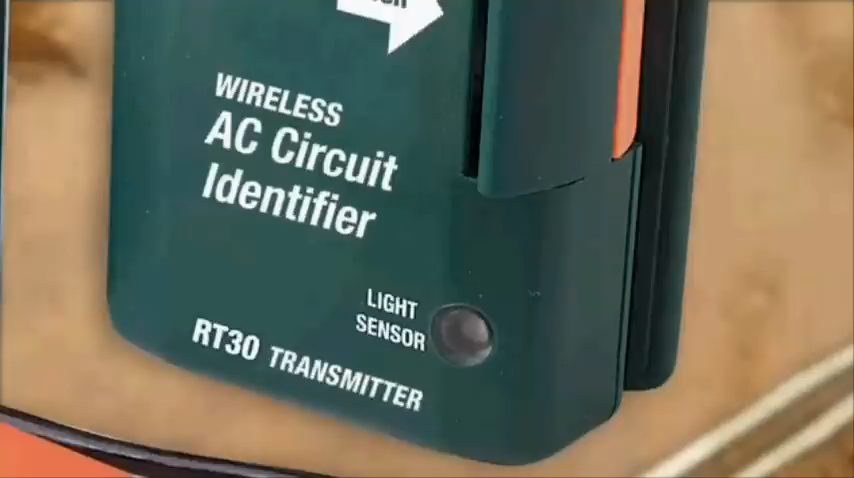 WIRELESS
AC Circuit
Identifier
LIGHT
SENSOR
RT30 TRANSMITTER